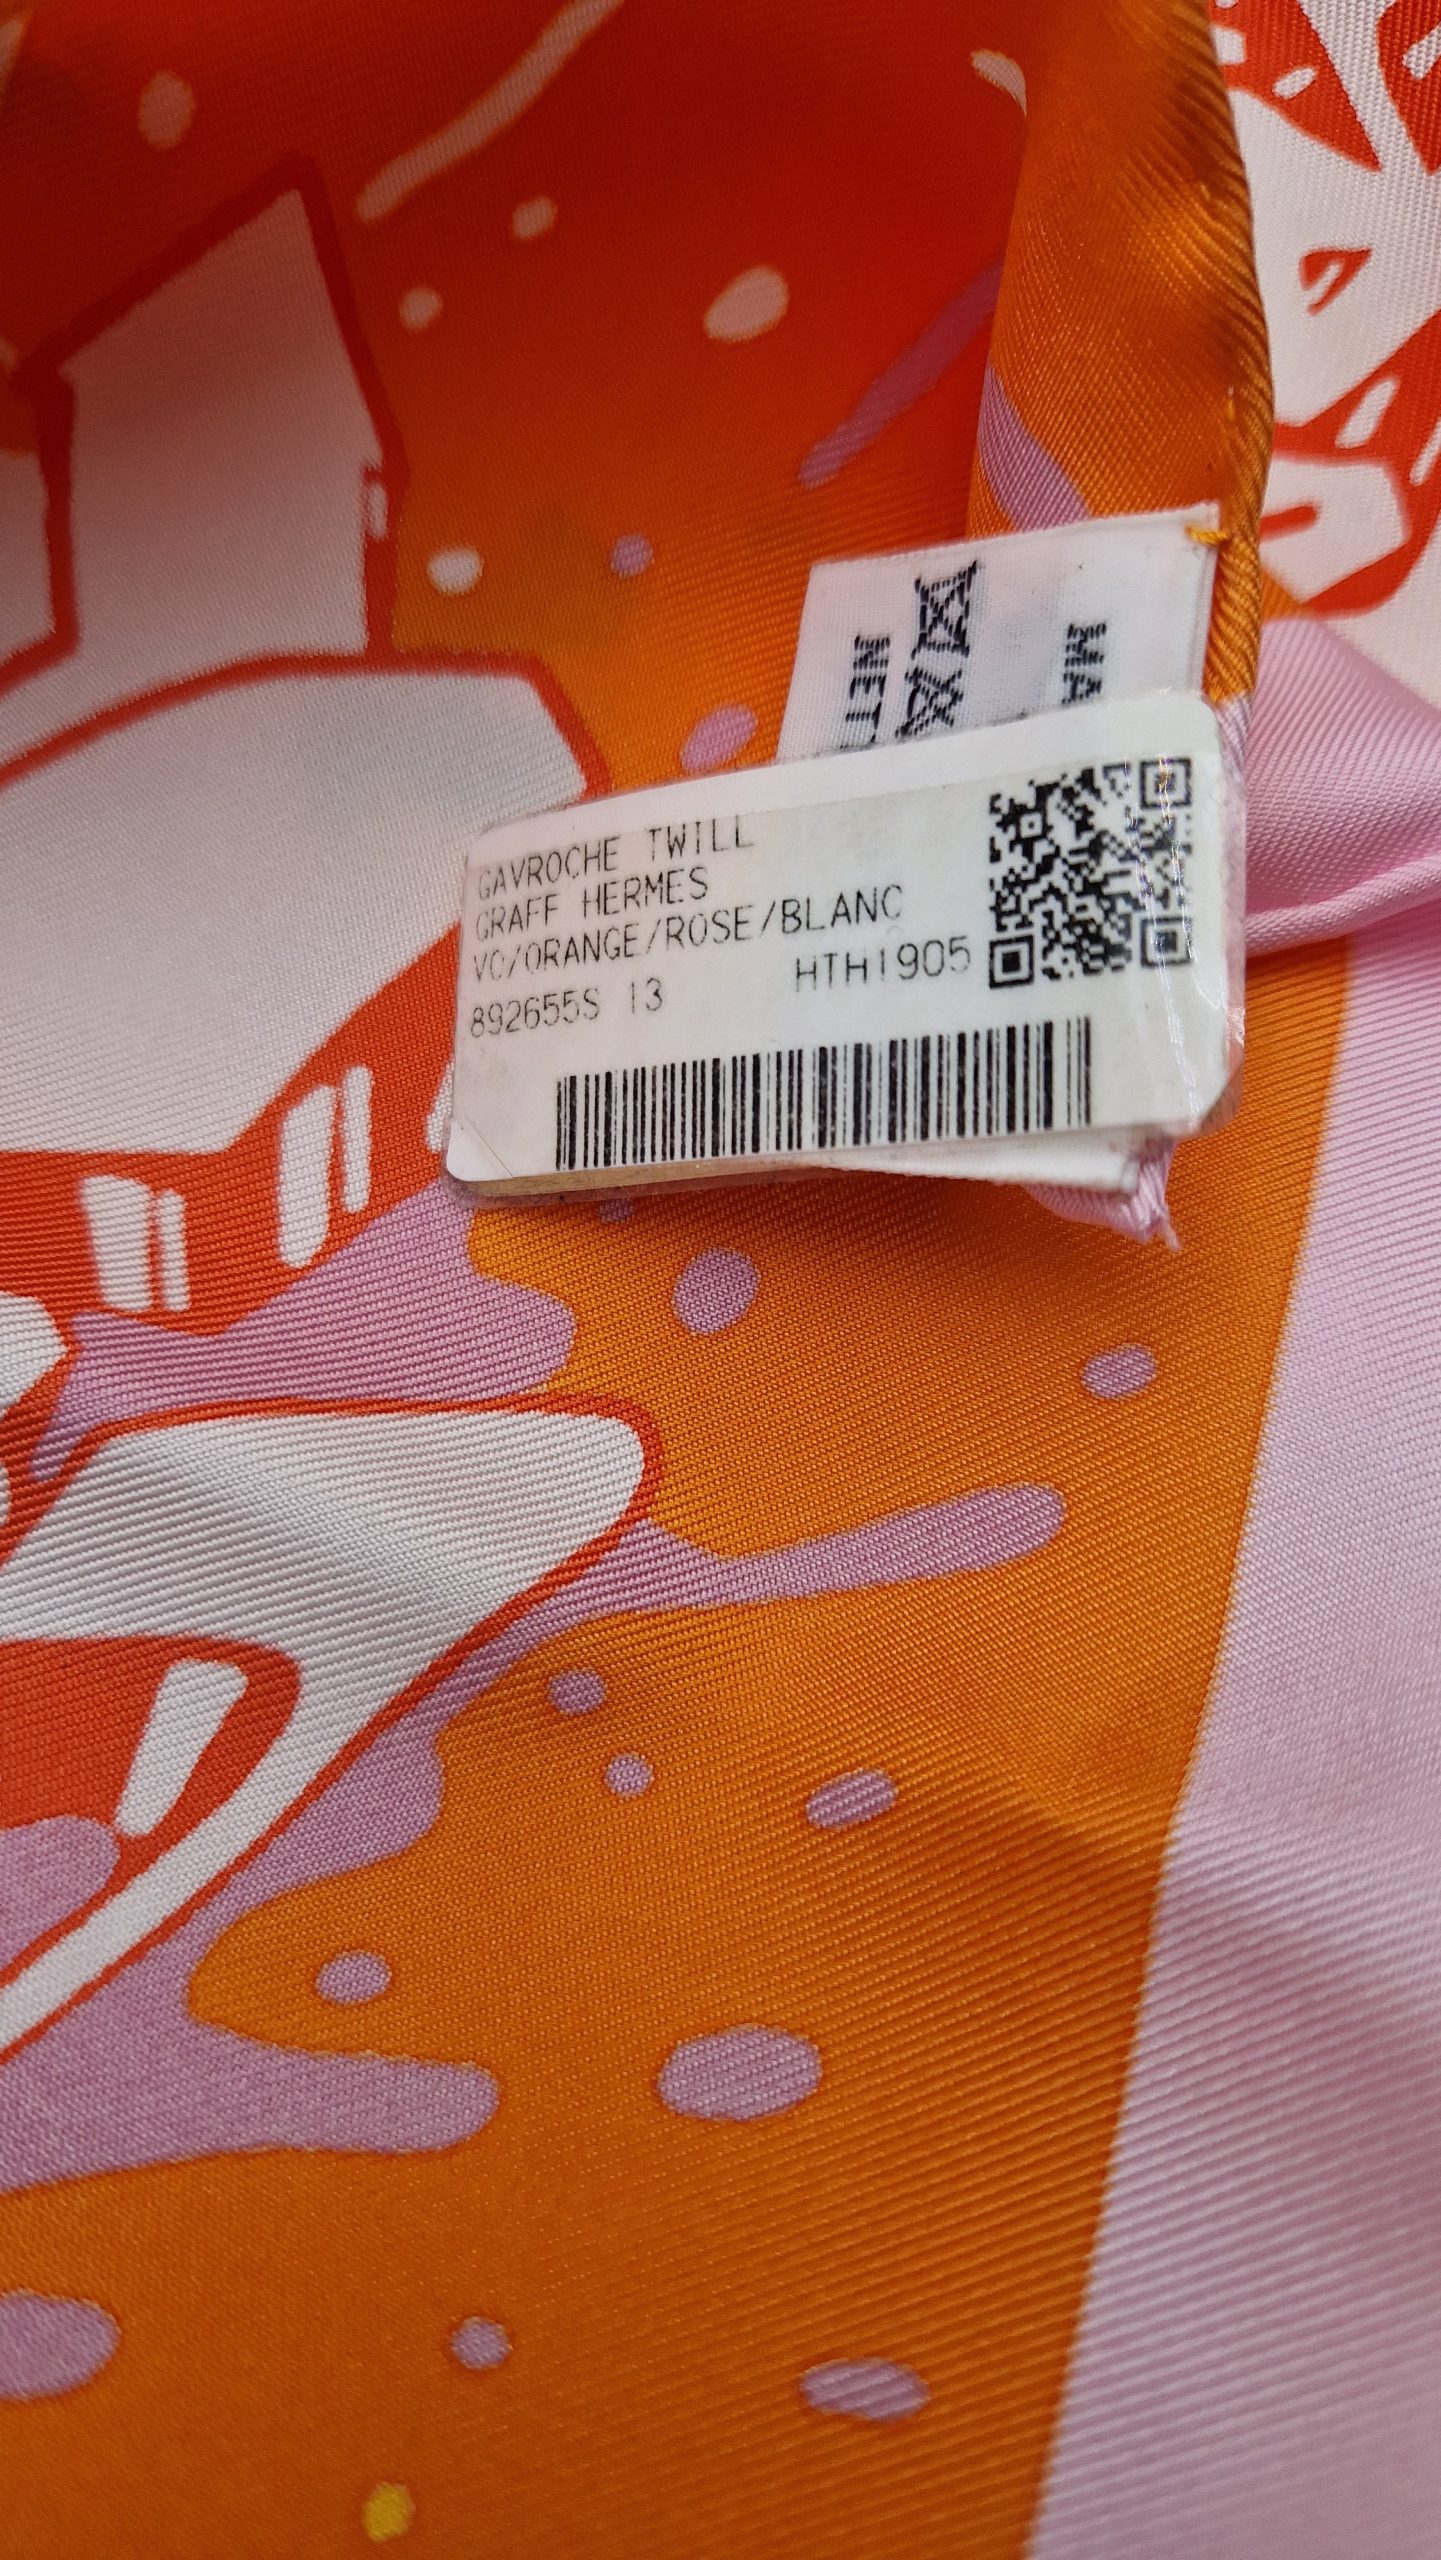 GAVROCHE TWILL
GRAFF HERMES
VC/ORANGE/ROSE/BLANC
892655S 13 HTH1905